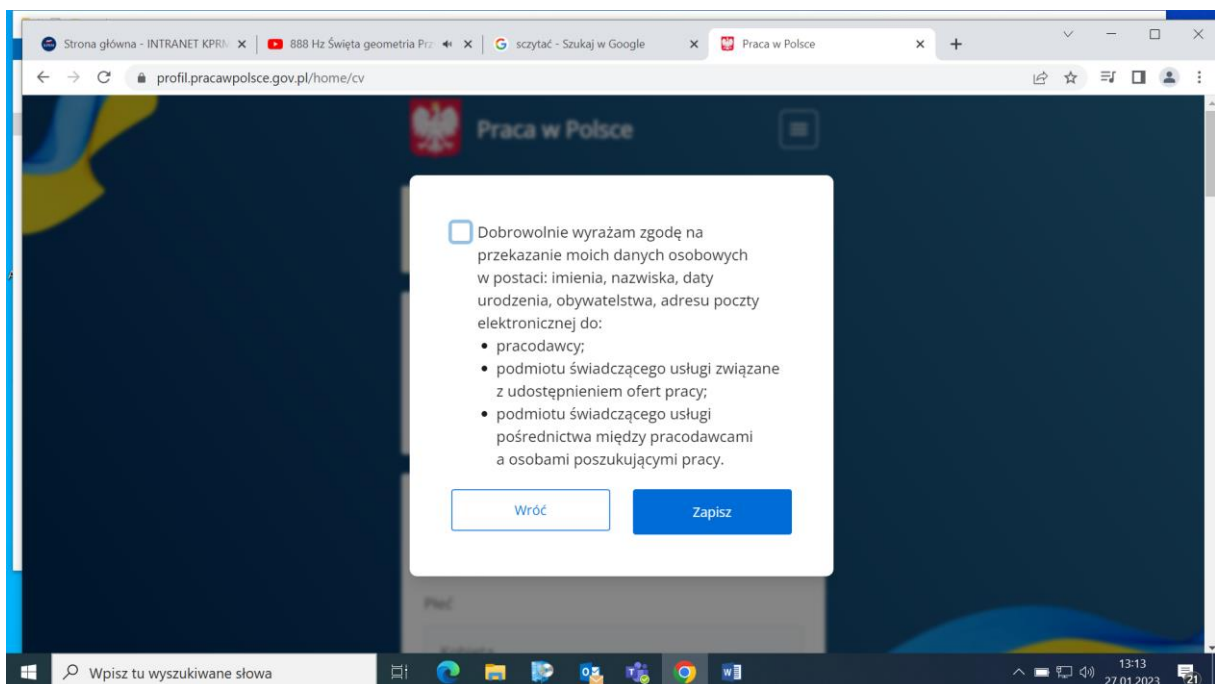 Strona główna - INTRANET KPRM
888 Hz Święta geometria Prz
sczytać - Szukaj w Google
Praca w Polsce
profil.pracawpolsce.gov.pl/home/cv
Praca w Polsce
Dobrowolnie wyrażam zgodę na
przekazanie moich danych osobowych
w postaci: imienia, nazwiska, daty
urodzenia, obywatelstwa, adresu poczty
elektronicznej do:
• pracodawcy;
• podmiotu świadczącego usługi związane
z udostępnieniem ofert pracy;
• podmiotu świadczącego usługi
pośrednictwa między pracodawcami
a osobami poszukującymi pracy.
Wróć
Zapisz
Płeć
Kobieta
Wpisz tu wyszukiwane słowa
13:13
27.01.2023
21